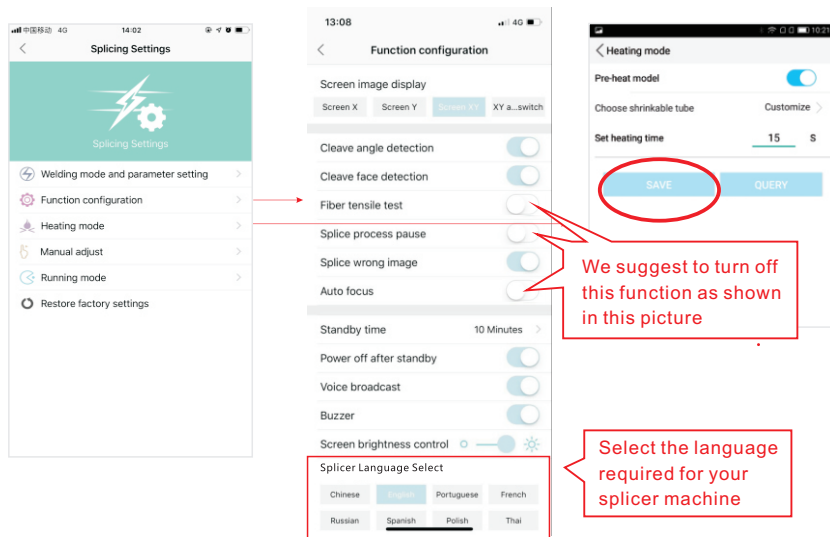 中国移动 4G 14:02
Splicing Settings
Splicing Settings
Welding mode and parameter setting
Function configuration
Heating mode
Manual adjust
Running mode
Restore factory settings
13:08 4G
Function configuration
Screen image display
Screen X Screen Y Screen XY XY a...switch
Cleave angle detection
Cleave face detection
Fiber tensile test
Splice process pause
Splice wrong image
Auto focus
Standby time 10 Minutes
Power off after standby
Voice broadcast
Buzzer
Screen brightness control
Splicer Language Select
Chinese English Portuguese French
Russian Spanish Polish Thai
10:21
Heating mode
Pre-heat model
Choose shrinkable tube Customize
Set heating time 15 S
SAVE QUERY
We suggest to turn off
this function as shown
in this picture
Select the language
required for your
splicer machine